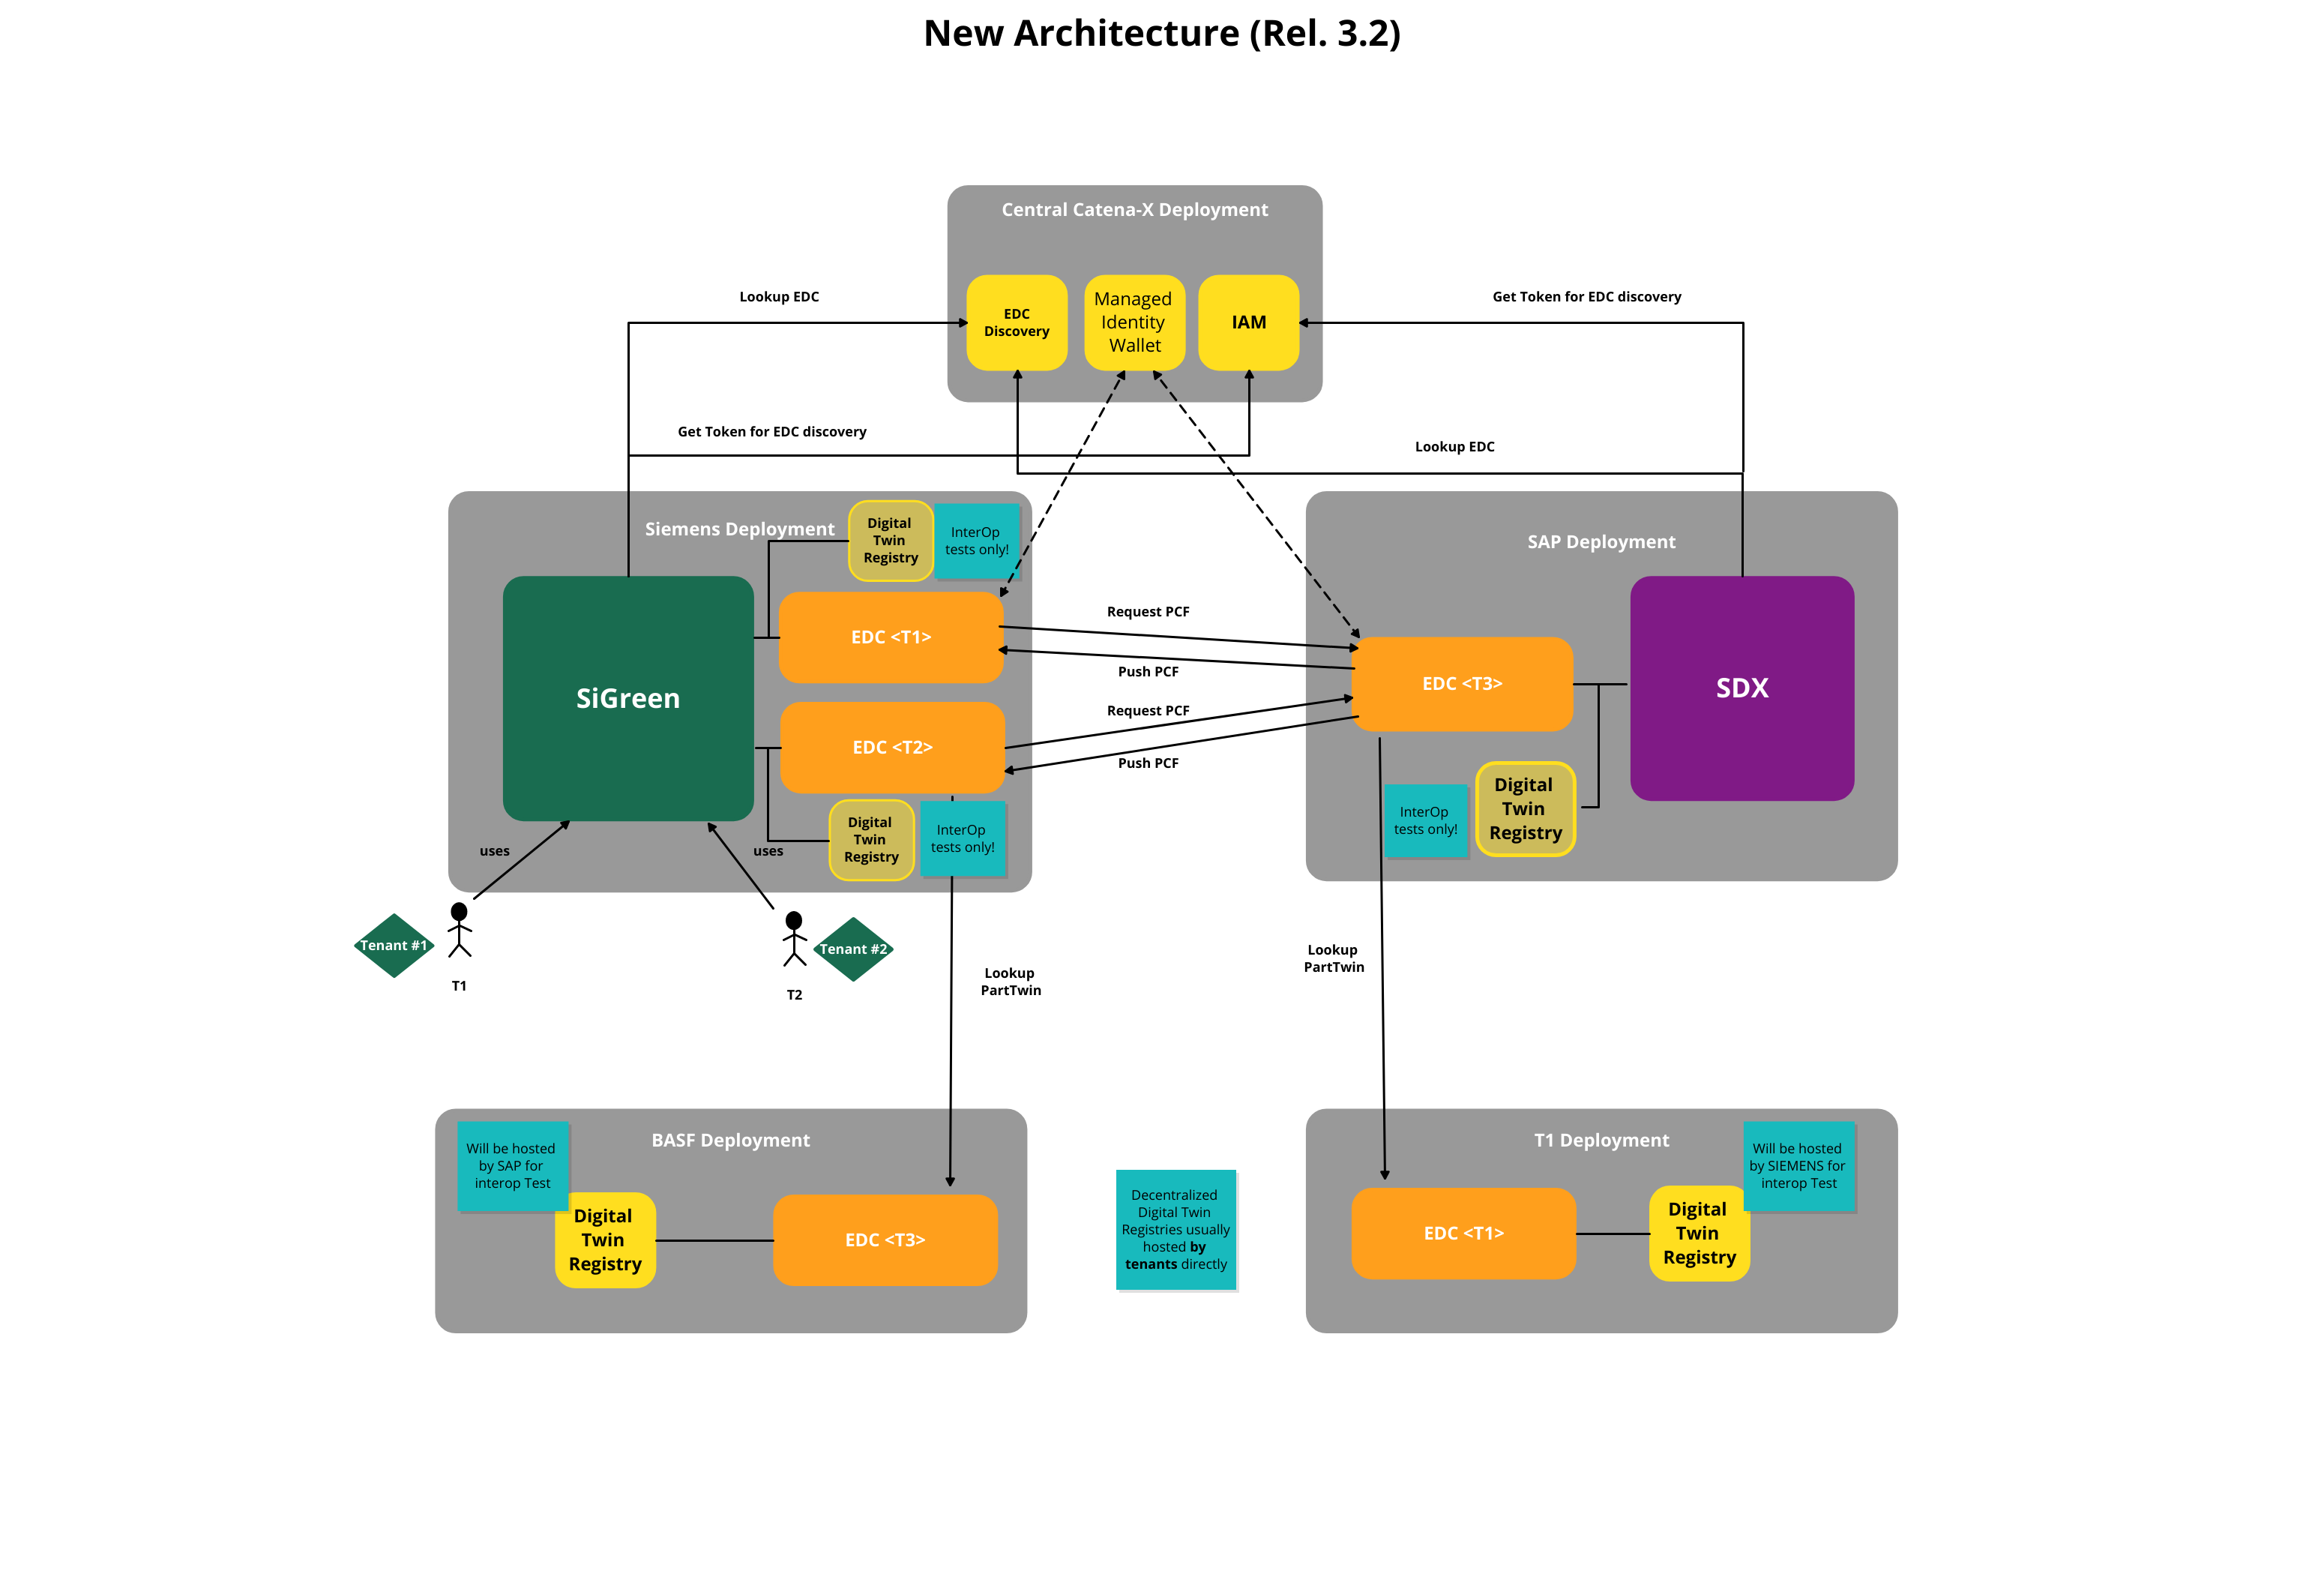 New Architecture (Rel. 3.2)
Central Catena-X Deployment
Lookup EDC
Get Token for EDC discovery
EDC
Discovery
Managed
Identity
Wallet
IAM
Get Token for EDC discovery
Lookup EDC
Siemens Deployment
Digital
Twin
Registry
InterOp
tests only!
SiGreen
EDC <T1>
EDC <T2>
Digital
Twin
Registry
InterOp
tests only!
Request PCF
Push PCF
Request PCF
Push PCF
SAP Deployment
EDC <T3>
SDX
InterOp
tests only!
Digital
Twin
Registry
uses
uses
Tenant #1
T1
Tenant #2
T2
Lookup
PartTwin
Lookup
PartTwin
BASF Deployment
Will be hosted
by SAP for
interop Test
Digital
Twin
Registry
EDC <T3>
Decentralized
Digital Twin
Registries usually
hosted by
tenants directly
T1 Deployment
Will be hosted
by SIEMENS for
interop Test
EDC <T1>
Digital
Twin
Registry